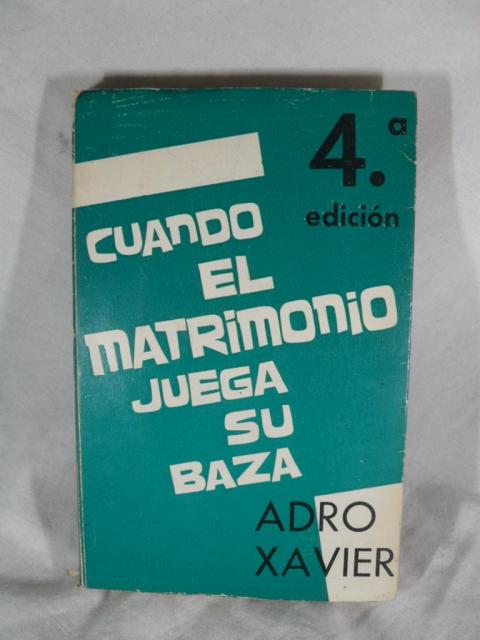 4.ª
edición
CUANDO
EL
MATRIMONIO
JUEGA
SU
BAZA
ADRO
XAVIER